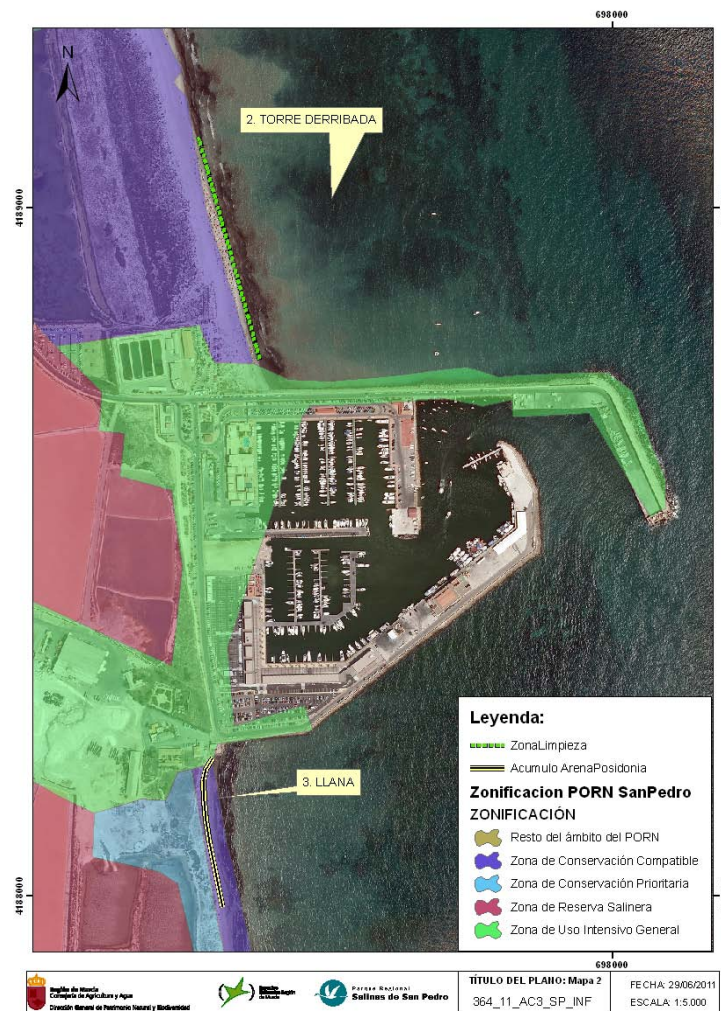 698000
N
2. TORRE DERRIBADA
4189000
3. LLANA
4188000
Leyenda:
ZonaLimpieza
Acumulo ArenaPosidonia
Zonificacion PORN SanPedro
ZONIFICACIÓN
Resto del ámbito del PORN
Zona de Conservación Compatible
Zona de Conservación Prioritaria
Zona de Reserva Salinera
Zona de Uso Intensivo General
698000
Región de Murcia
Consejería de Agricultura y Agua
Dirección General de Patrimonio Natural y Biodiversidad
Parque Regional
Salinas de San Pedro
TÍTULO DEL PLANO: Mapa 2
364_11_AC3_SP_INF
FECHA: 29/06/2011
ESCALA: 1:5.000